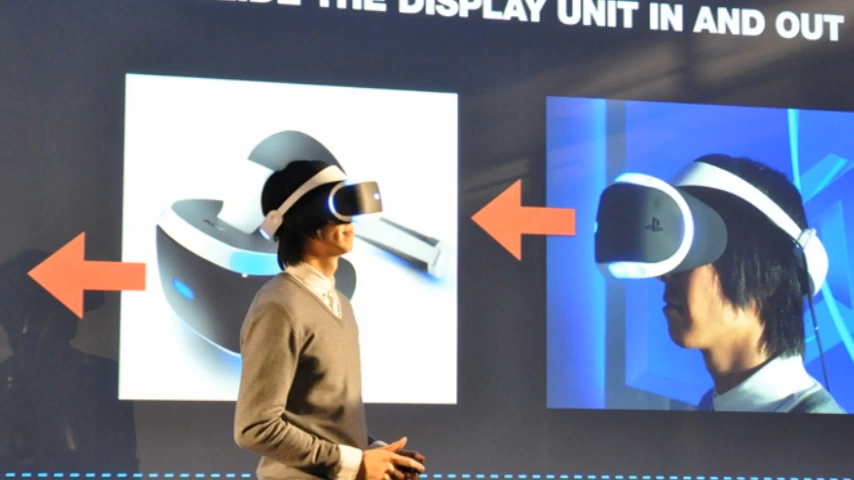 THE DISPLAY UNIT IN AND OUT